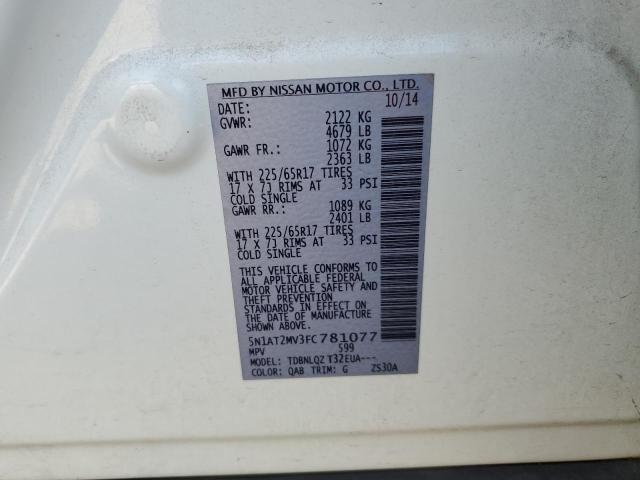 MFD BY NISSAN MOTOR CO., LTD.
DATE: 10/14
GVWR: 2122 KG
4679 LB
GAWR FR.: 1072 KG
2363 LB
WITH 225/65R17 TIRES
17 X 7J RIMS AT 33 PSI
COLD SINGLE
GAWR RR.: 1089 KG
2401 LB
WITH 225/65R17 TIRES
17 X 7J RIMS AT 33 PSI
COLD SINGLE
THIS VEHICLE CONFORMS TO
ALL APPLICABLE FEDERAL
MOTOR VEHICLE SAFETY AND
THEFT PREVENTION
STANDARDS IN EFFECT ON
THE DATE OF MANUFACTURE
SHOWN ABOVE.
5N1AT2MV3FC781077
MPV 599
MODEL: TDBNLQZ T32EUA---
COLOR: QAB TRIM: G ZS30A